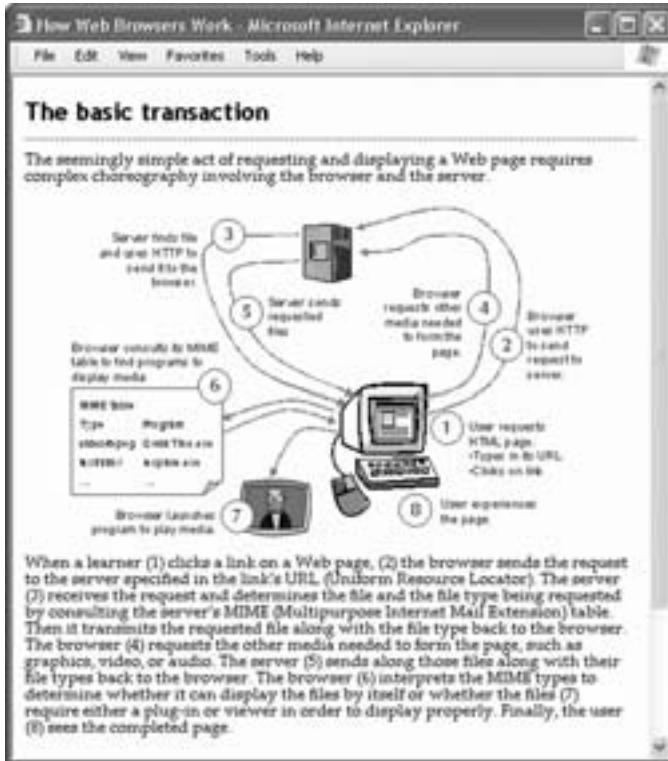 How Web Browsers Work - Microsoft Internet Explorer
File Edit View Favorites Tools Help
The basic transaction
The seemingly simple act of requesting and displaying a Web page requires
complex choreography involving the browser and the server.
3
Server finds file
and uses HTTP to
send it to the
browser.
5
Server sends
requested
files
Browser
requests other
media needed
to form the
page.
4
2
Browser
uses HTTP
to send
request to
server.
Browser consults its MIME
table to find programs to
display media
6
MIME table
Type Program
...
1
User requests
HTML page.
•Types in its URL
•Clicks on link
Browser launches
program to play media.
7
8
User experiences
the page.
When a learner (1) clicks a link on a Web page, (2) the browser sends the request
to the server specified in the link's URL (Uniform Resource Locator). The server
(3) receives the request and determines the file and the file type being requested
by consulting the server's MIME (Multipurpose Internet Mail Extension) table.
Then it transmits the requested file along with the file type back to the browser.
The browser (4) requests the other media needed to form the page, such as
graphics, video, or audio. The server (5) sends along those files along with their
file types back to the browser. The browser (6) interprets the MIME types to
determine whether it can display the files by itself or whether the files (7)
require either a plug-in or viewer in order to display properly. Finally, the user
(8) sees the completed page.